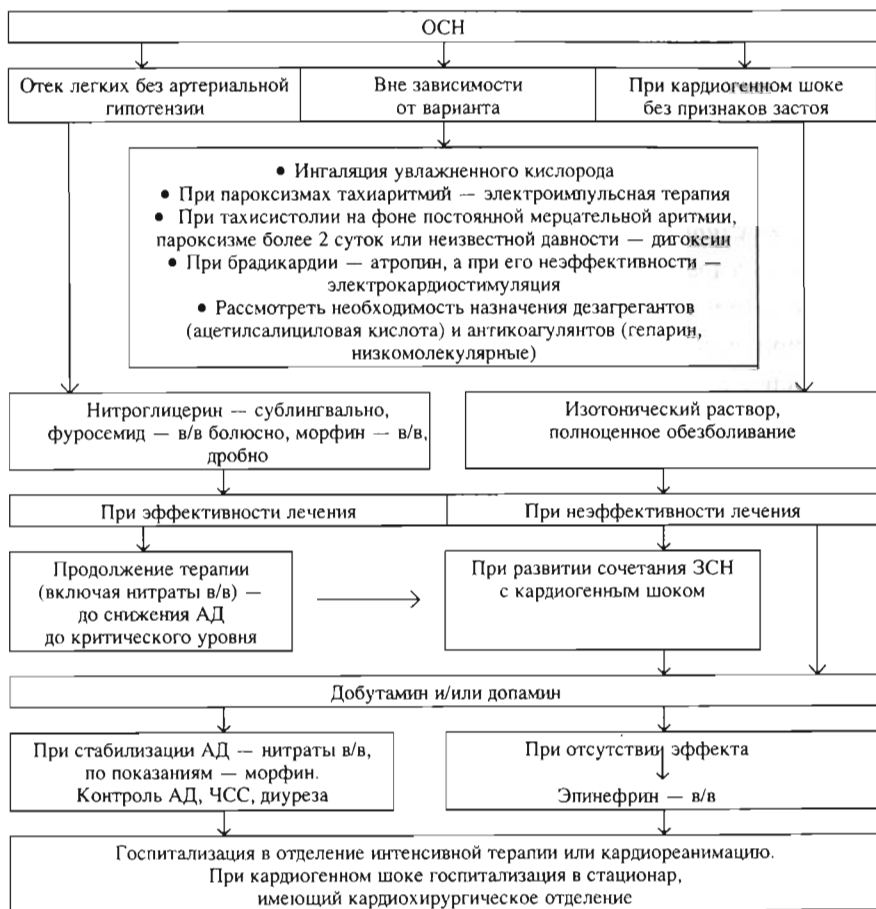 ОСН
Отек легких без артериальной
гипотензии
Вне зависимости
от варианта
При кардиогенном шоке
без признаков застоя
• Ингаляция увлажненного кислорода
• При пароксизмах тахиаритмий — электроимпульсная терапия
• При тахисистолии на фоне постоянной мерцательной аритмии,
пароксизме более 2 суток или неизвестной давности — дигоксин
• При брадикардии — атропин, а при его неэффективности —
электрокардиостимуляция
• Рассмотреть необходимость назначения дезагрегантов
(ацетилсалициловая кислота) и антикоагулянтов (гепарин,
низкомолекулярные)
Нитроглицерин — сублингвально,
фуросемид — в/в болюсно, морфин — в/в,
дробно
Изотонический раствор,
полноценное обезболивание
При эффективности лечения
При неэффективности лечения
Продолжение терапии
(включая нитраты в/в) —
до снижения АД
до критического уровня
При развитии сочетания ЗСН
с кардиогенным шоком
Добутамин и/или допамин
При стабилизации АД — нитраты в/в,
по показаниям — морфин.
Контроль АД, ЧСС, диуреза
При отсутствии эффекта
Эпинефрин — в/в
Госпитализация в отделение интенсивной терапии или кардиореанимацию.
При кардиогенном шоке госпитализация в стационар,
имеющий кардиохирургическое отделение